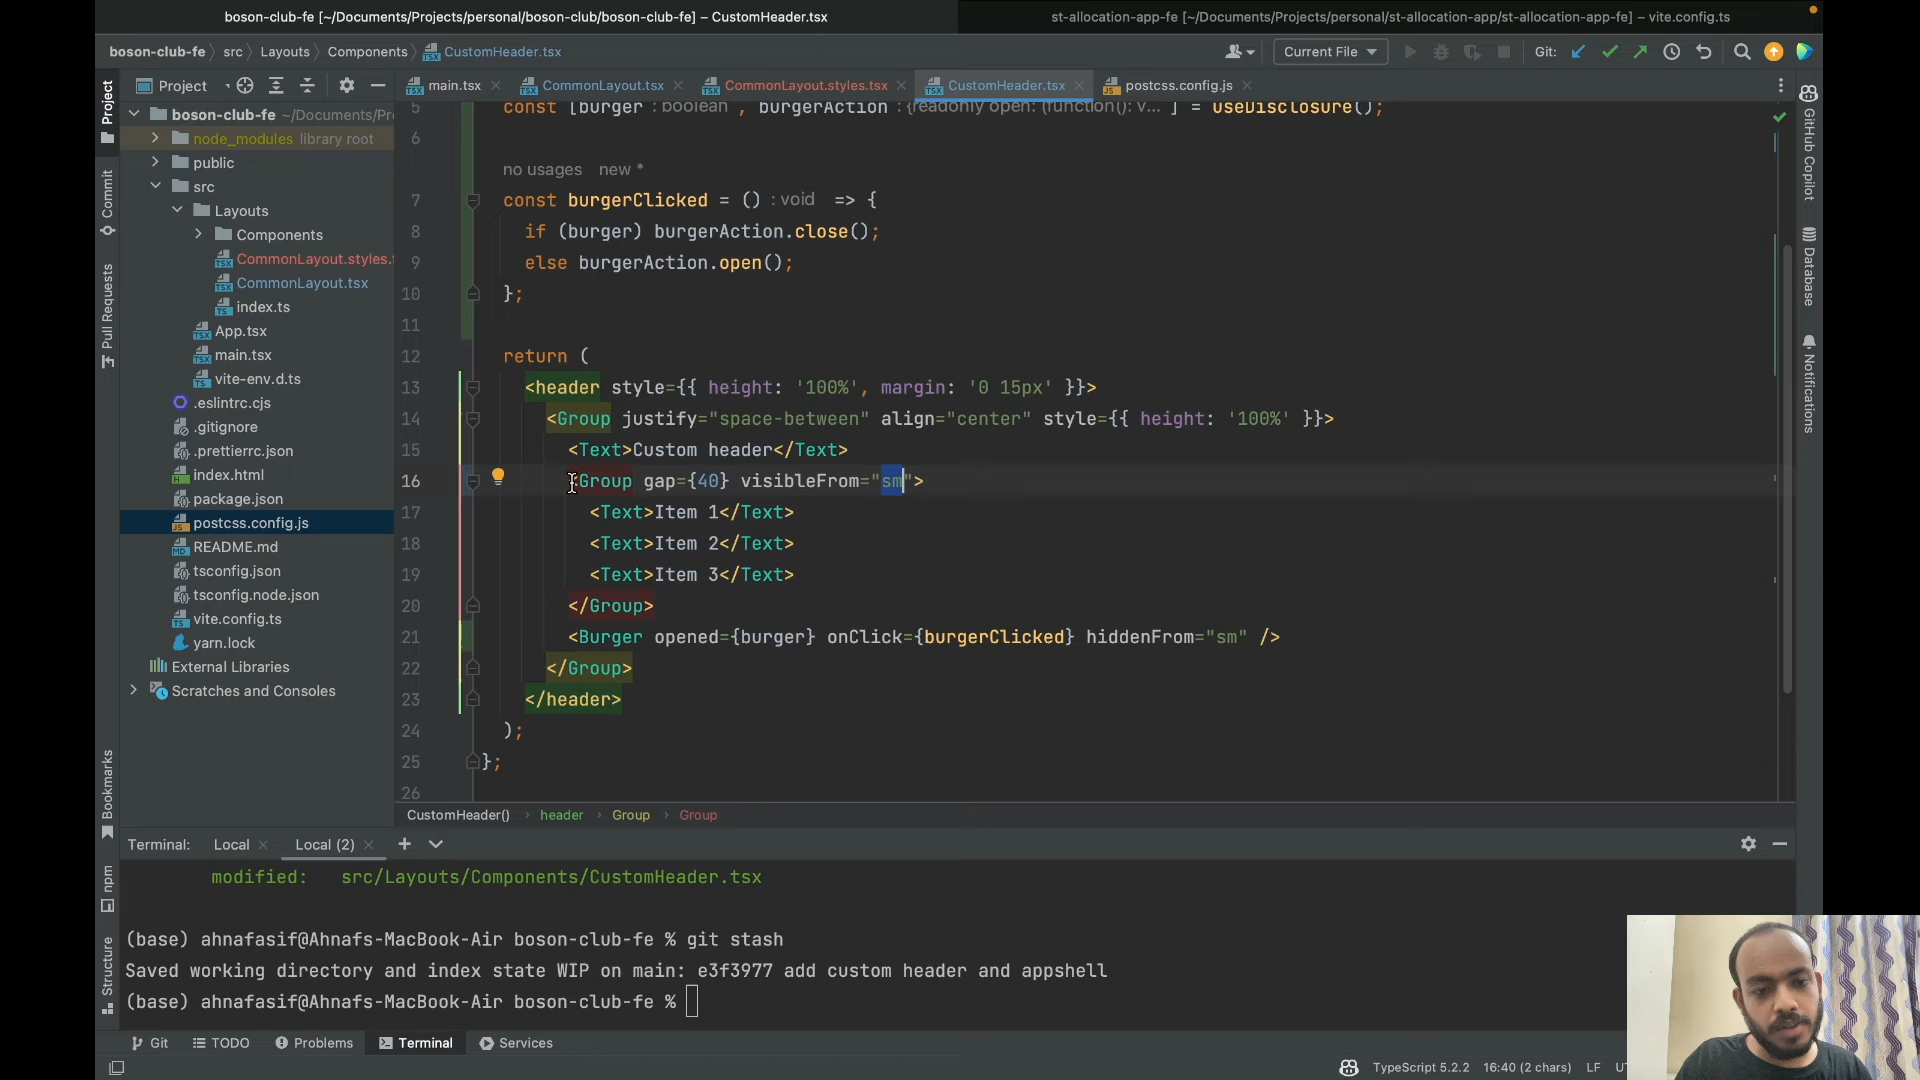 boson-club-fe [~/Documents/Projects/personal/boson-club/boson-club-fe] – CustomHeader.tsx
st-allocation-app-fe [~/Documents/Projects/personal/st-allocation-app/st-allocation-app-fe] – vite.config.ts
boson-club-fe src Layouts Components CustomHeader.tsx
Current File Git:
Project
main.tsx CommonLayout.tsx CommonLayout.styles.tsx CustomHeader.tsx postcss.config.js
Project
Commit
Pull Requests
Bookmarks
npm
Structure
boson-club-fe ~/Documents/Pr
node_modules library root
public
src
Layouts
Components
CommonLayout.styles.
CommonLayout.tsx
index.ts
App.tsx
main.tsx
vite-env.d.ts
.eslintrc.cjs
.gitignore
.prettierrc.json
index.html
package.json
postcss.config.js
README.md
tsconfig.json
tsconfig.node.json
vite.config.ts
yarn.lock
External Libraries
Scratches and Consoles
5 const [burger : boolean , burgerAction : {readonly open: (function(): v... ] = useDisclosure();
6
no usages new *
7 const burgerClicked = () : void => {
8 if (burger) burgerAction.close();
9 else burgerAction.open();
10 };
11
12 return (
13 <header style={{ height: '100%', margin: '0 15px' }}>
14 <Group justify="space-between" align="center" style={{ height: '100%' }}>
15 <Text>Custom header</Text>
16 <Group gap={40} visibleFrom="sm">
17 <Text>Item 1</Text>
18 <Text>Item 2</Text>
19 <Text>Item 3</Text>
20 </Group>
21 <Burger opened={burger} onClick={burgerClicked} hiddenFrom="sm" />
22 </Group>
23 </header>
24 );
25 };
26
CustomHeader() header Group Group
GitHub Copilot
Database
Notifications
Terminal: Local Local (2)
modified: src/Layouts/Components/CustomHeader.tsx
(base) ahnafasif@Ahnafs-MacBook-Air boson-club-fe % git stash
Saved working directory and index state WIP on main: e3f3977 add custom header and appshell
(base) ahnafasif@Ahnafs-MacBook-Air boson-club-fe %
Git TODO Problems Terminal Services
TypeScript 5.2.2 16:40 (2 chars) LF